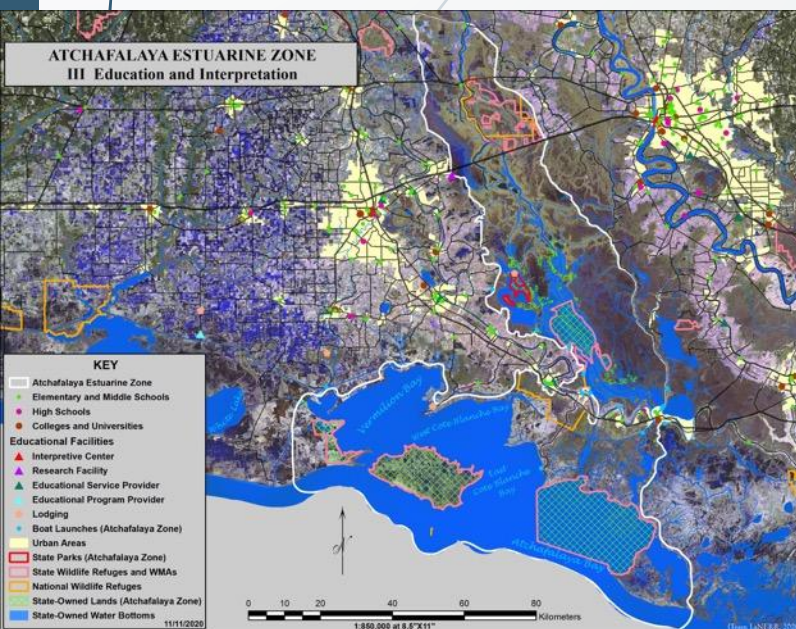 ATCHAFALAYA ESTUARINE ZONE
III Education and Interpretation
White Lake
Vermilion Bay
West Cote Blanche Bay
East
Cote Blanche
Bay
Atchafalaya Bay
N
KEY
Atchafalaya Estuarine Zone
Elementary and Middle Schools
High Schools
Colleges and Universities
Educational Facilities
Interpretive Center
Research Facility
Educational Service Provider
Educational Program Provider
Lodging
Boat Launches (Atchafalaya Zone)
Urban Areas
State Parks (Atchafalaya Zone)
State Wildlife Refuges and WMAs
National Wildlife Refuges
State-Owned Lands (Atchafalaya Zone)
State-Owned Water Bottoms
11/11/2020
0 10 20 40 60 80
Kilometers
1:850,000 at 8.5"X11"